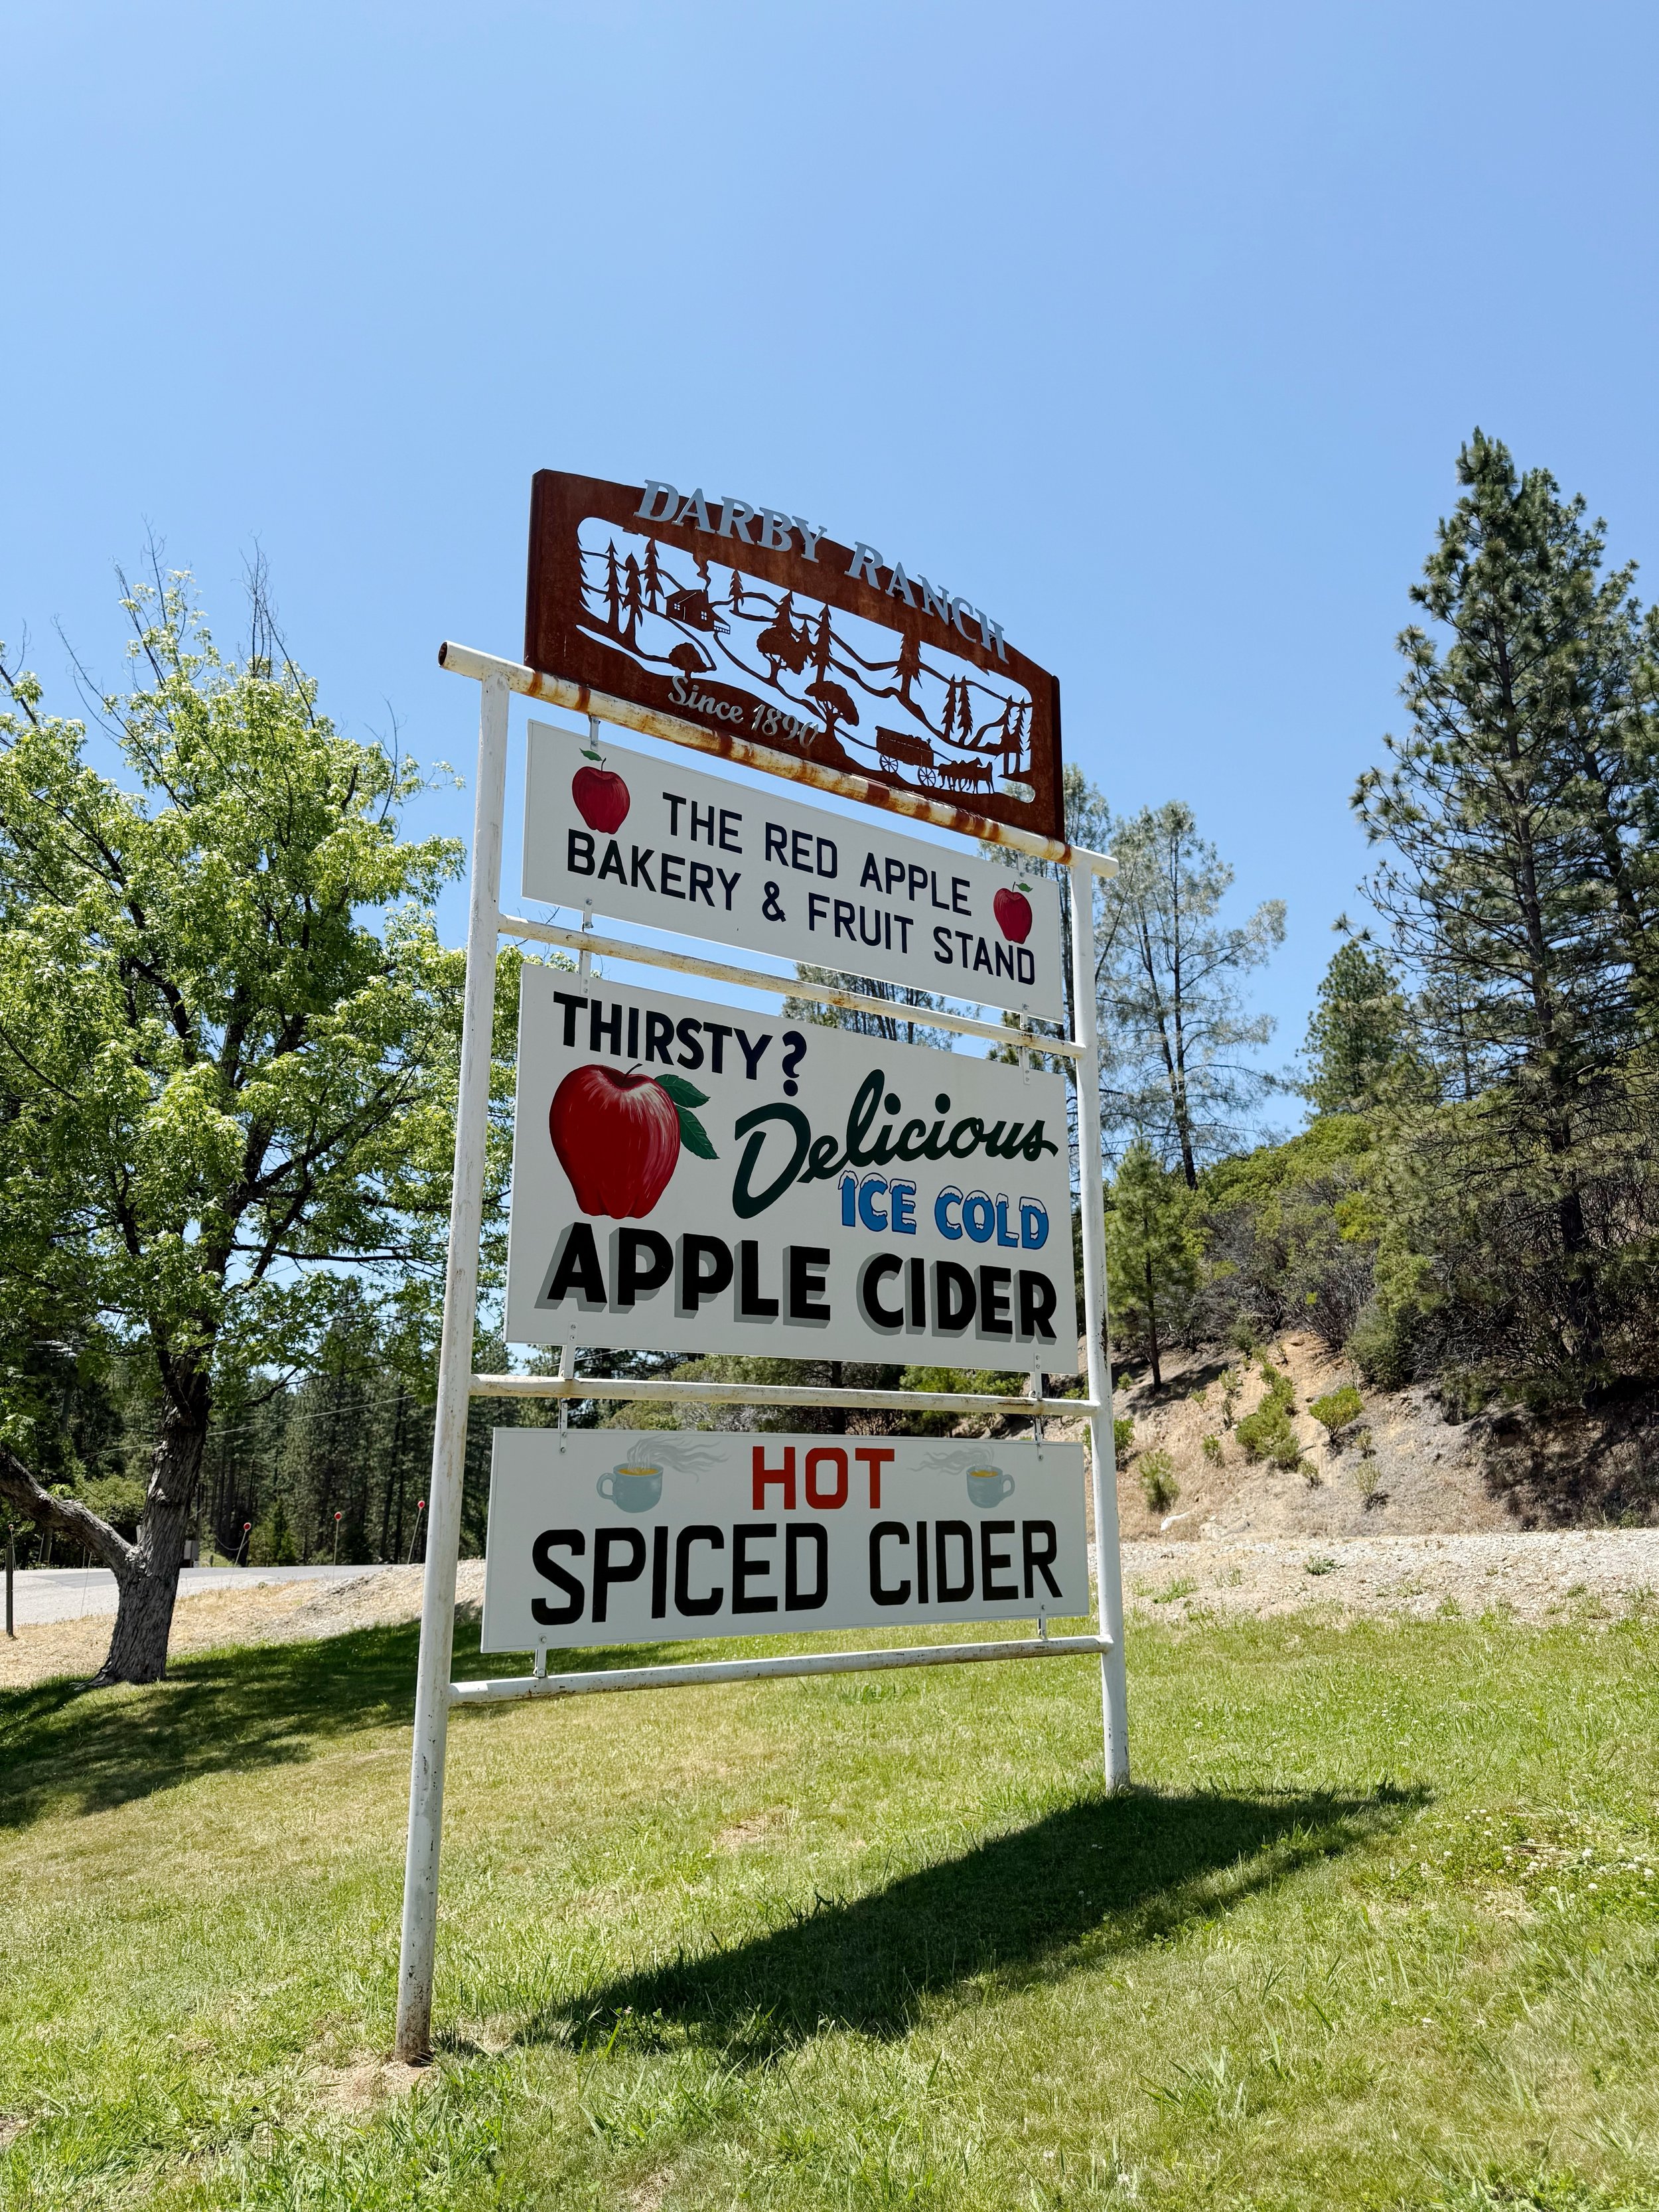 DARBY RANCH
Since 1890
THE RED APPLE
BAKERY & FRUIT STAND
THIRSTY?
Delicious
ICE COLD
APPLE CIDER
HOT
SPICED CIDER